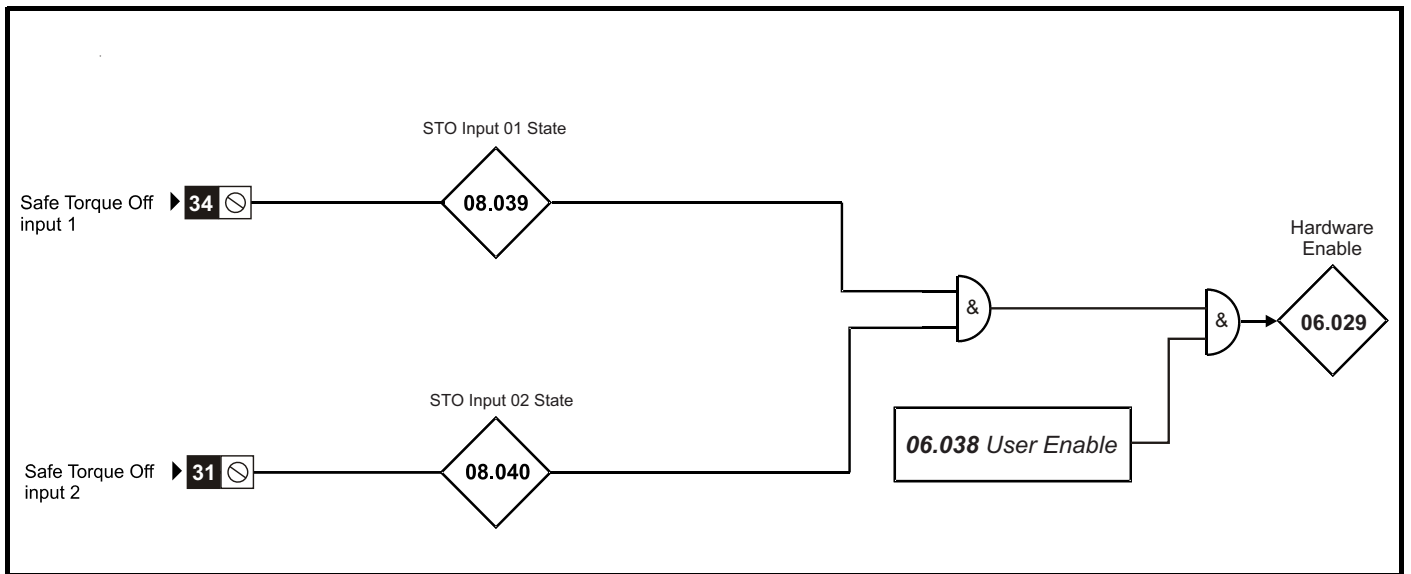 STO Input 01 State
Safe Torque Off
input 1
34
08.039
Hardware
Enable
&
&
06.029
STO Input 02 State
06.038 User Enable
Safe Torque Off
input 2
31
08.040